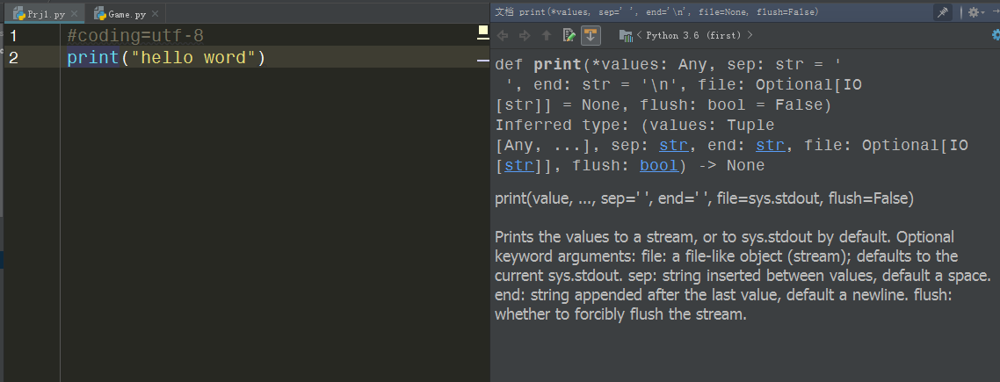 Prj1.py
Game.py
1 #coding=utf-8
2 print("hello word")
文档 print(*values, sep=' ', end='\n', file=None, flush=False)
< Python 3.6 (first) >
def print(*values: Any, sep: str = '
 ', end: str = '\n', file: Optional[IO
[str]] = None, flush: bool = False)
Inferred type: (values: Tuple
[Any, ...], sep: str, end: str, file: Optional[IO
[str]], flush: bool) -> None
print(value, ..., sep=' ', end=' ', file=sys.stdout, flush=False)
Prints the values to a stream, or to sys.stdout by default. Optional
keyword arguments: file: a file-like object (stream); defaults to the
current sys.stdout. sep: string inserted between values, default a space.
end: string appended after the last value, default a newline. flush:
whether to forcibly flush the stream.